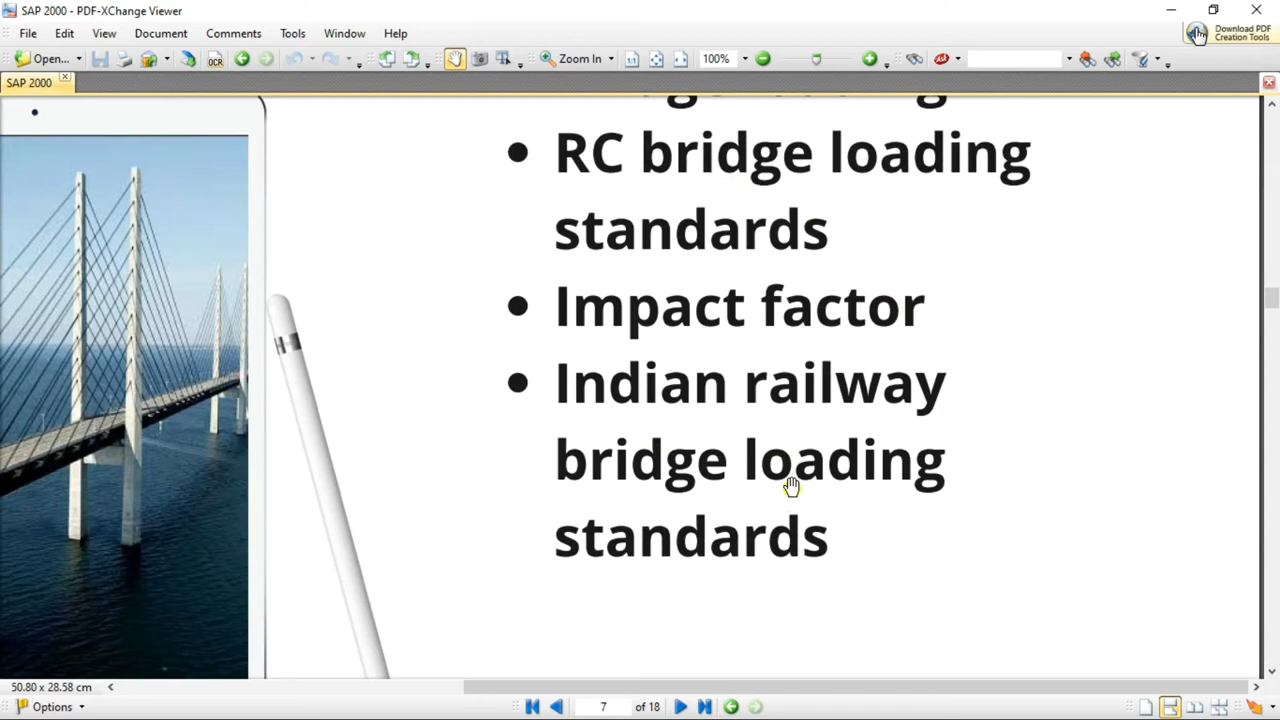 SAP 2000 - PDF-XChange Viewer
File Edit View Document Comments Tools Window Help
Download PDF
Creation Tools
Open... OCR Zoom In 100%
SAP 2000
RC bridge loading
standards
Impact factor
Indian railway
bridge loading
standards
50.80 x 28.58 cm
Options 7 of 18